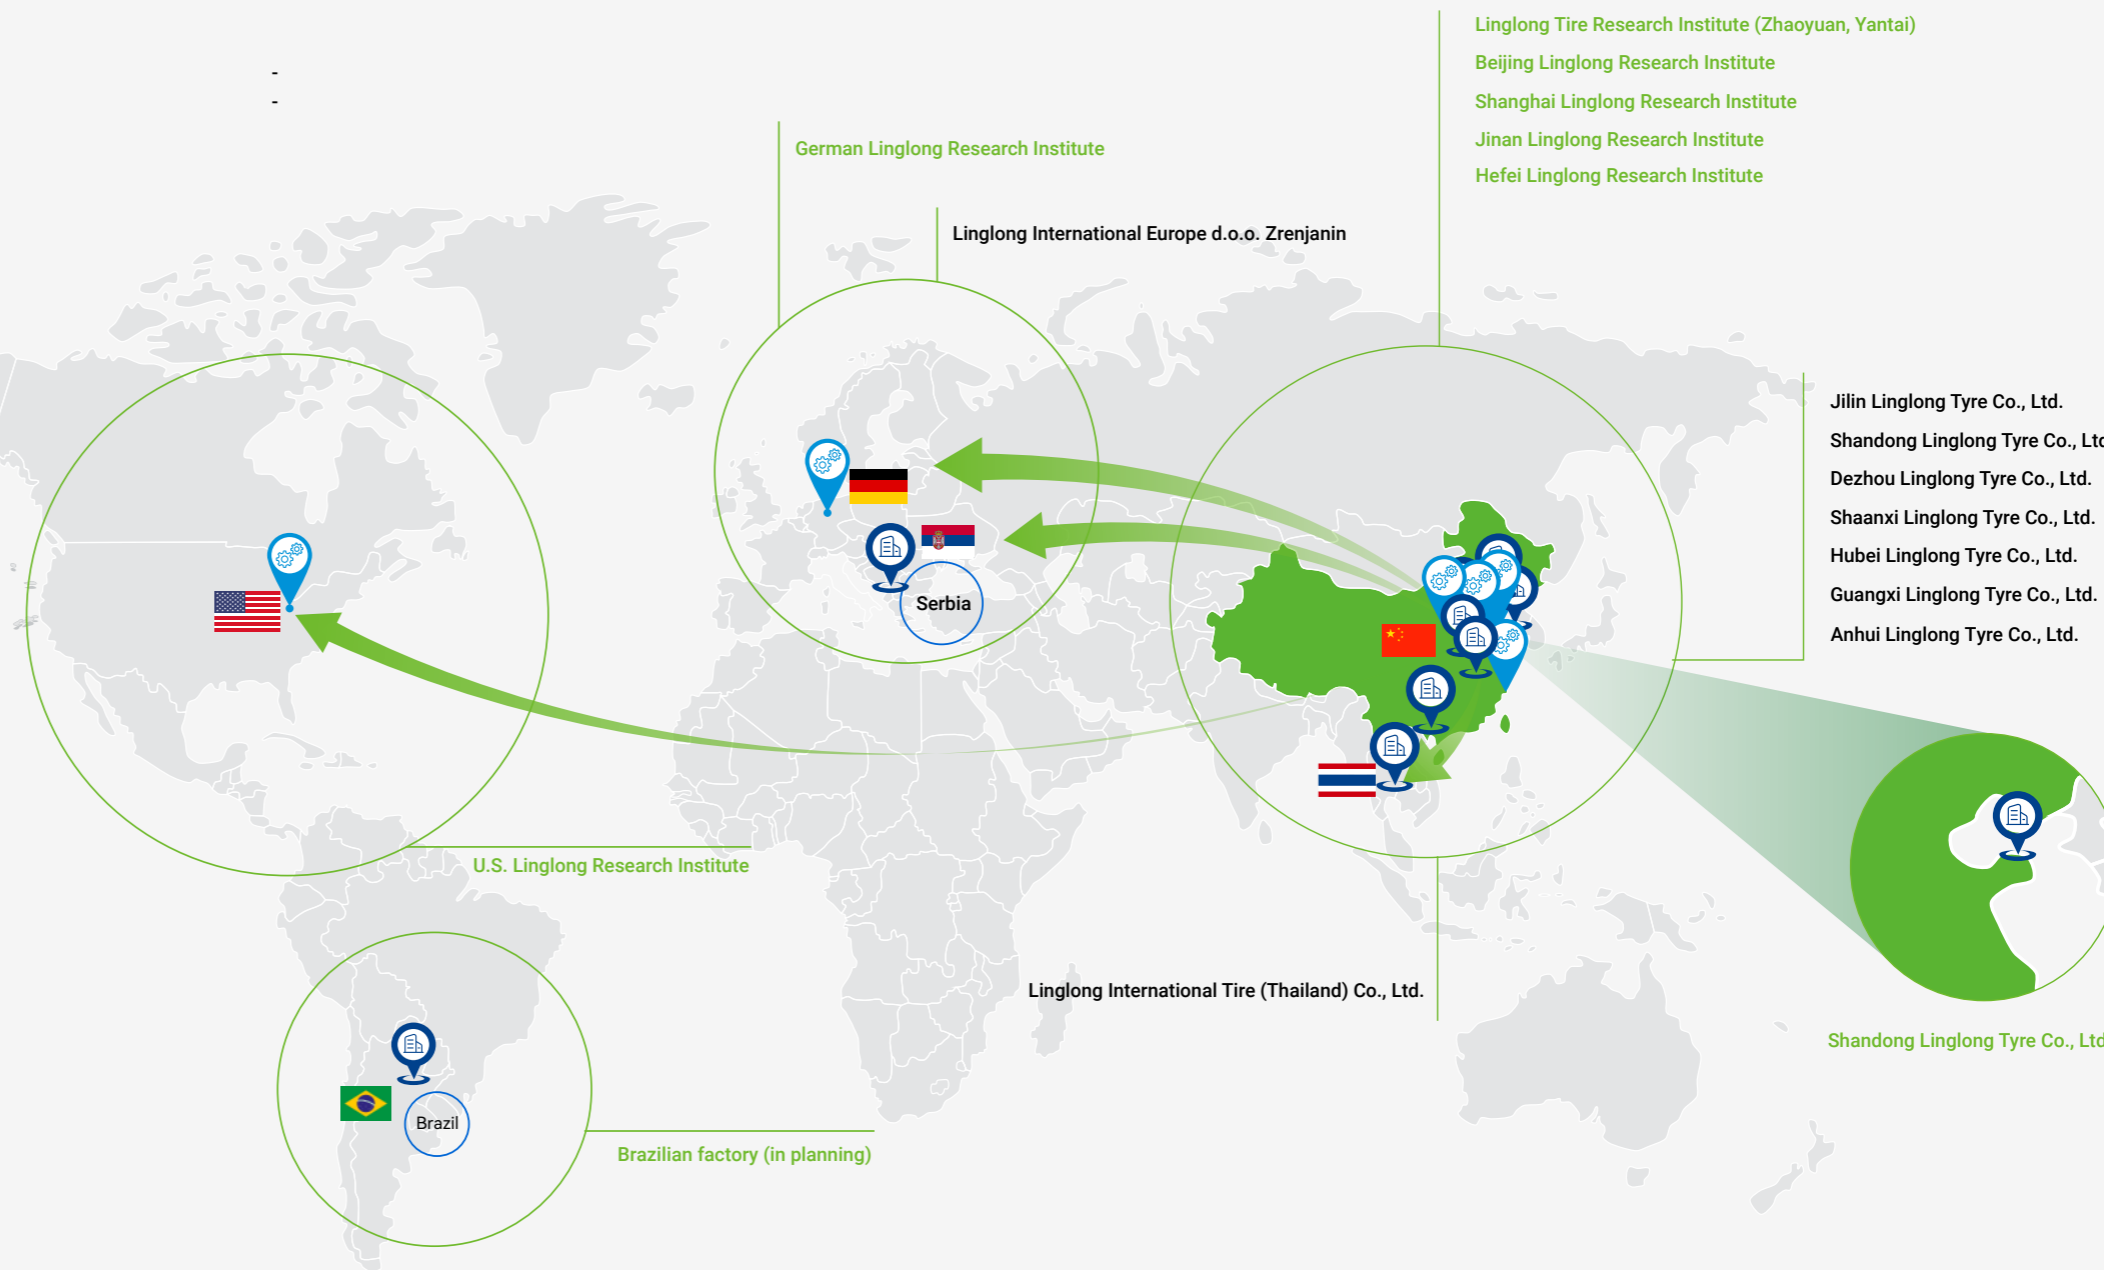 -
-
Linglong Tire Research Institute (Zhaoyuan, Yantai)
Beijing Linglong Research Institute
Shanghai Linglong Research Institute
Jinan Linglong Research Institute
Hefei Linglong Research Institute
German Linglong Research Institute
Linglong International Europe d.o.o. Zrenjanin
Jilin Linglong Tyre Co., Ltd.
Shandong Linglong Tyre Co., Ltd
Dezhou Linglong Tyre Co., Ltd.
Shaanxi Linglong Tyre Co., Ltd.
Hubei Linglong Tyre Co., Ltd.
Guangxi Linglong Tyre Co., Ltd.
Anhui Linglong Tyre Co., Ltd.
Serbia
U.S. Linglong Research Institute
Linglong International Tire (Thailand) Co., Ltd.
Shandong Linglong Tyre Co., Ltd
Brazil
Brazilian factory (in planning)